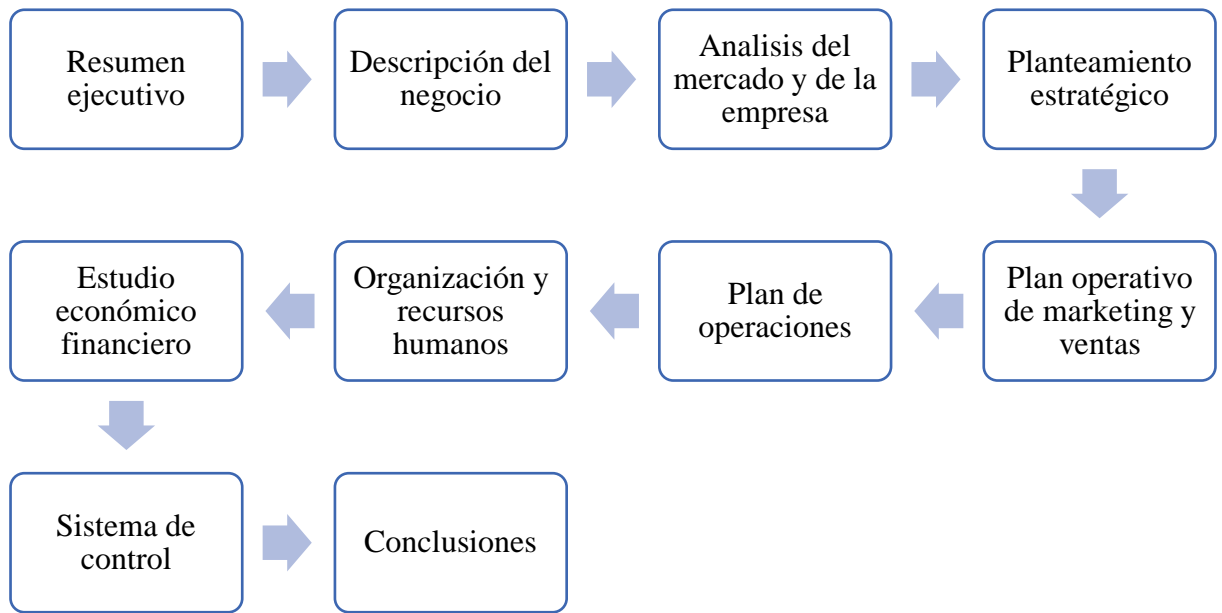 Resumen
ejecutivo
Descripción del
negocio
Analisis del
mercado y de la
empresa
Planteamiento
estratégico
Plan operativo
de marketing y
ventas
Plan de
operaciones
Organización y
recursos
humanos
Estudio
económico
financiero
Sistema de
control
Conclusiones